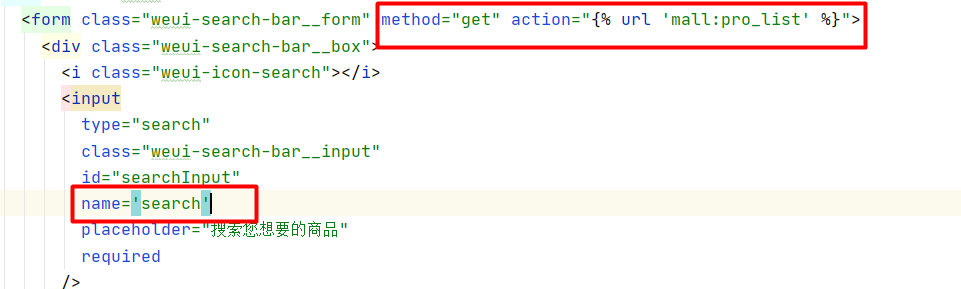 <form class="weui-search-bar__form" method="get" action="{% url 'mall:pro_list' %}">
<div class="weui-search-bar__box">
<i class="weui-icon-search"></i>
<input
type="search"
class="weui-search-bar__input"
id="searchInput"
name='search'
placeholder="搜索您想要的商品"
required
/>